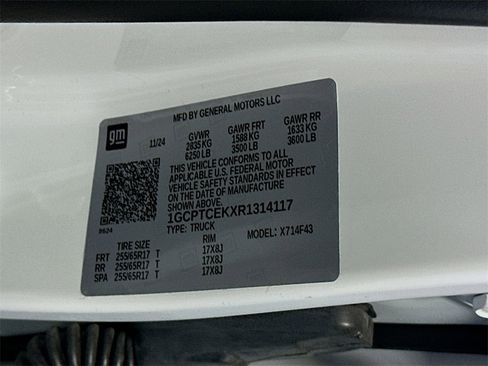 MFD BY GENERAL MOTORS LLC
gm
11/24 GVWR GAWR FRT GAWR RR
2835 KG 1588 KG 1633 KG
6250 LB 3500 LB 3600 LB
THIS VEHICLE CONFORMS TO ALL
APPLICABLE U.S. FEDERAL MOTOR
VEHICLE SAFETY STANDARDS IN EFFECT
ON THE DATE OF MANUFACTURE
SHOWN ABOVE.
1GCPTCEKXR1314117
9624 TYPE: TRUCK MODEL: X714F43
TIRE SIZE RIM
FRT 255/65R17 T 17X8J
RR 255/65R17 T 17X8J
SPA 255/65R17 T 17X8J